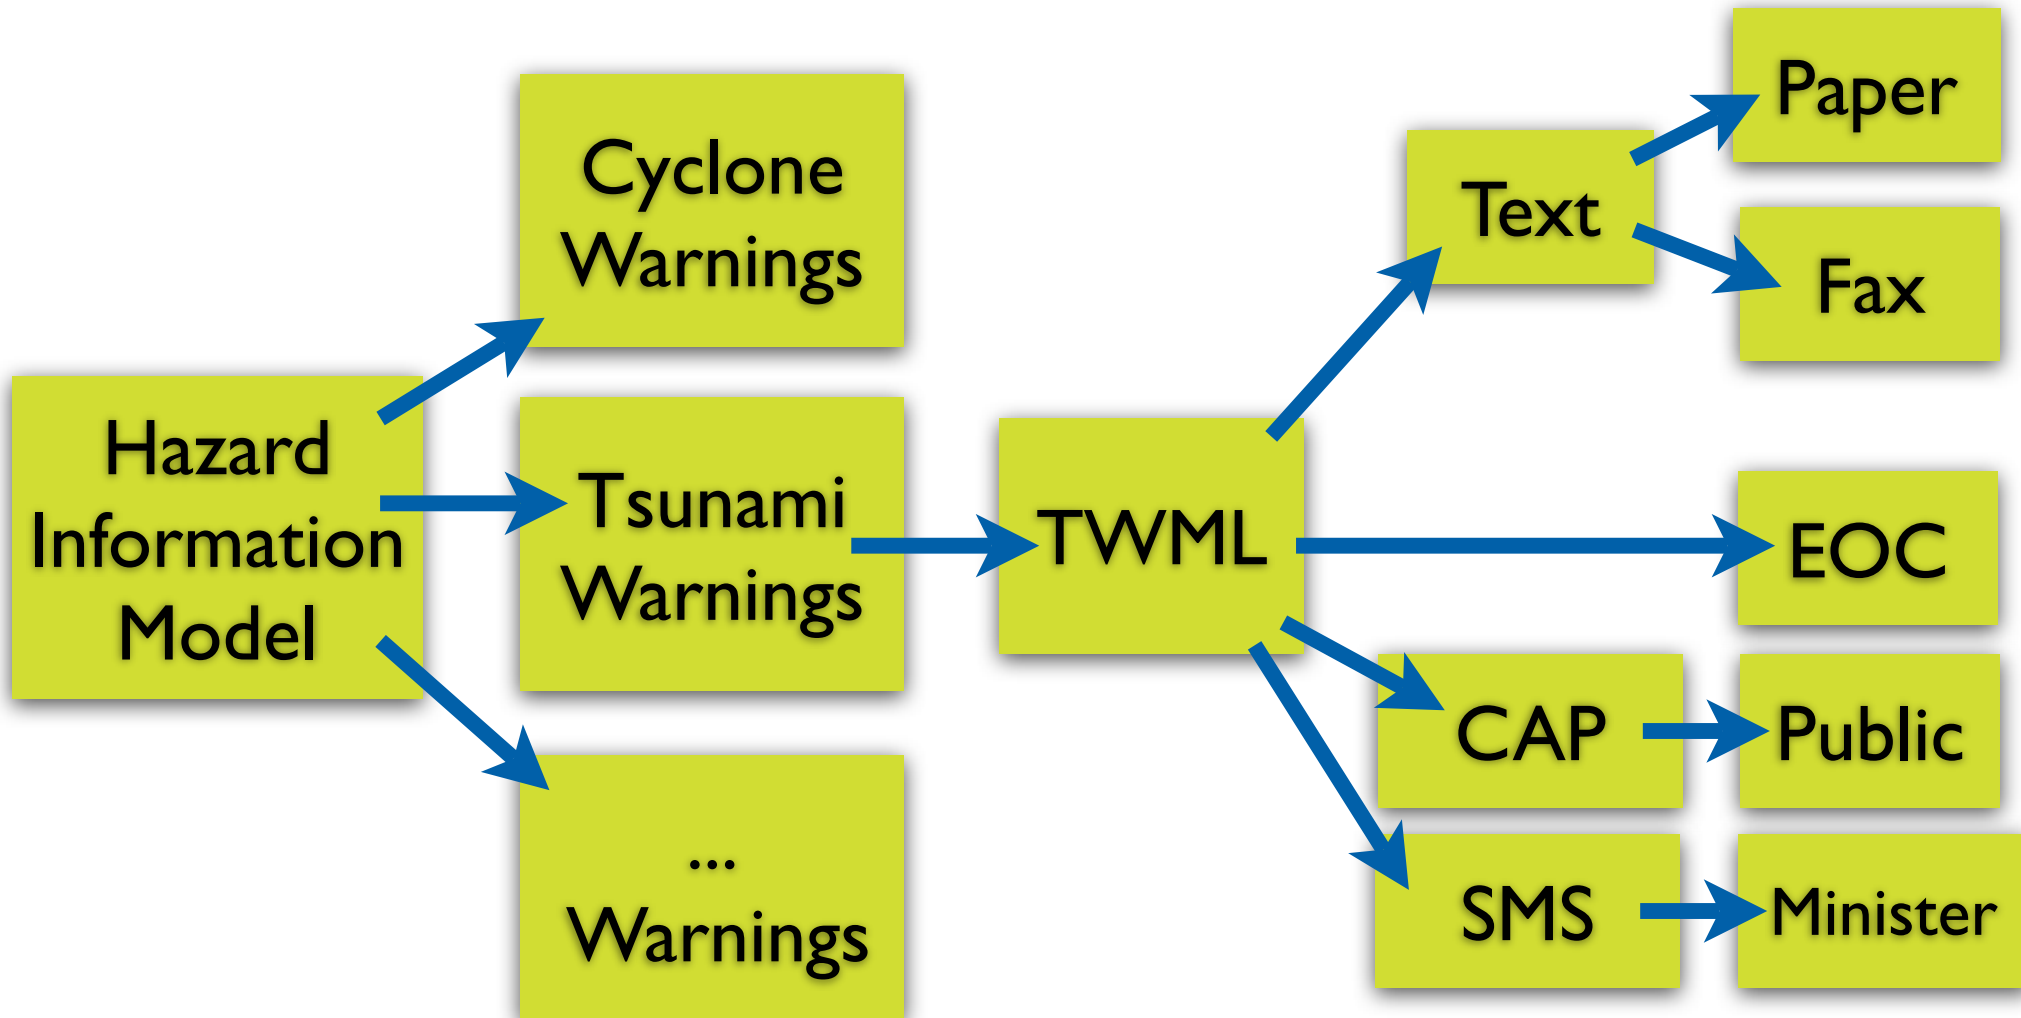 Hazard
Information
Model
Cyclone
Warnings
Tsunami
Warnings
...
Warnings
TWML
Text
Paper
Fax
EOC
CAP
Public
SMS
Minister